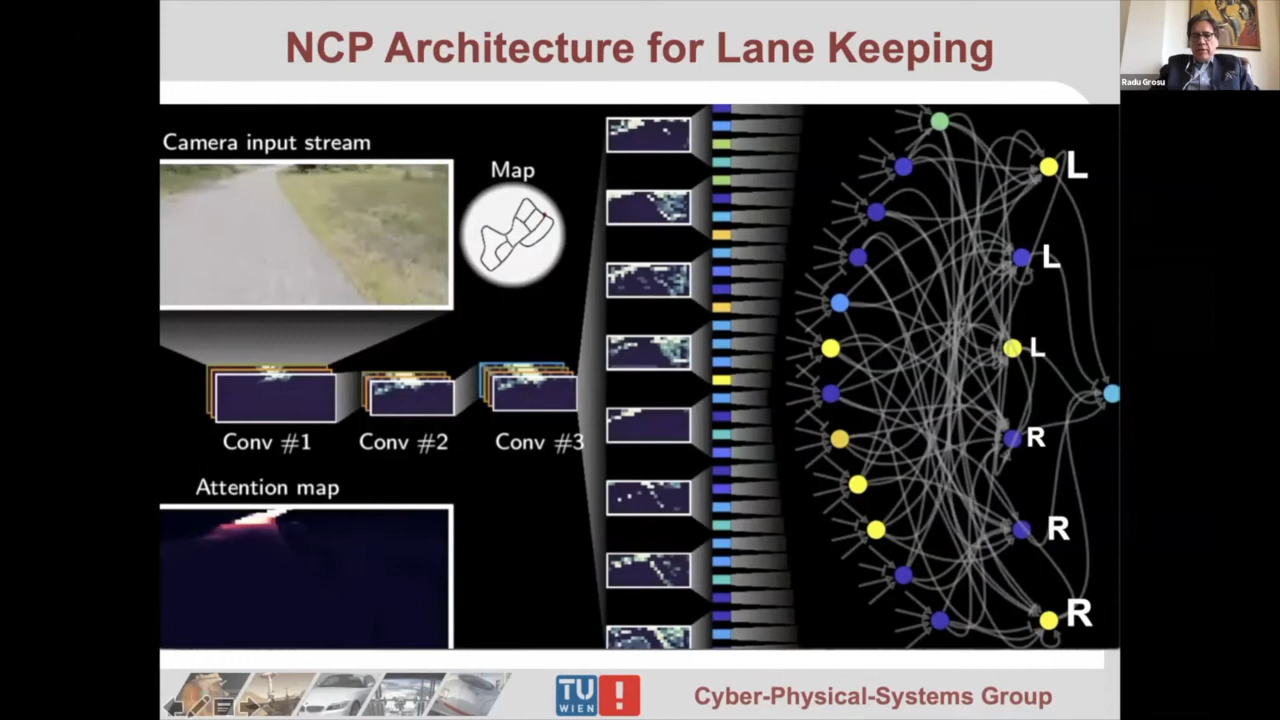 NCP Architecture for Lane Keeping
Radu Grosu
Camera input stream
Map
Conv #1
Conv #2
Conv #3
Attention map
L
L
L
R
R
R
TU
WIEN
!
Cyber-Physical-Systems Group